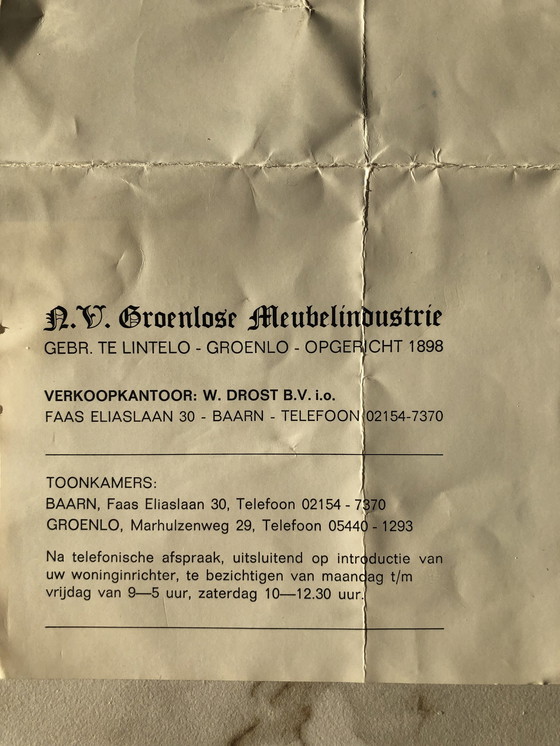 N.V. Groenlose Meubelindustrie
GEBR. TE LINTELO - GROENLO - OPGERICHT 1898
VERKOOPKANTOOR: W. DROST B.V. i.o.
FAAS ELIASLAAN 30 - BAARN - TELEFOON 02154-7370
TOONKAMERS:
BAARN, Faas Eliaslaan 30, Telefoon 02154 - 7370
GROENLO, Marhulzenweg 29, Telefoon 05440 - 1293
Na telefonische afspraak, uitsluitend op introductie van
uw woninginrichter, te bezichtigen van maandag t/m
vrijdag van 9—5 uur, zaterdag 10—12.30 uur.